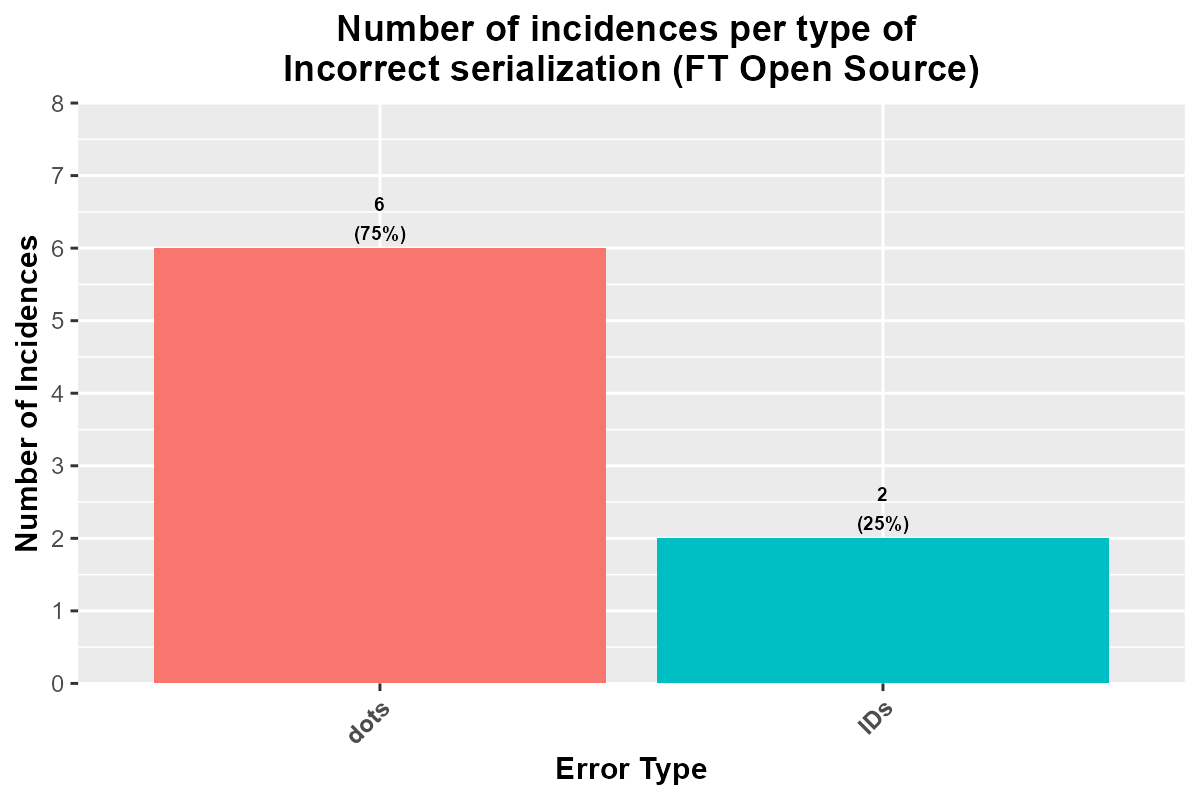 Number of incidences per type of
Incorrect serialization (FT Open Source)
Number of Incidences
8
7
6
5
4
3
2
1
0
6
(75%)
2
(25%)
dots
IDs
Error Type